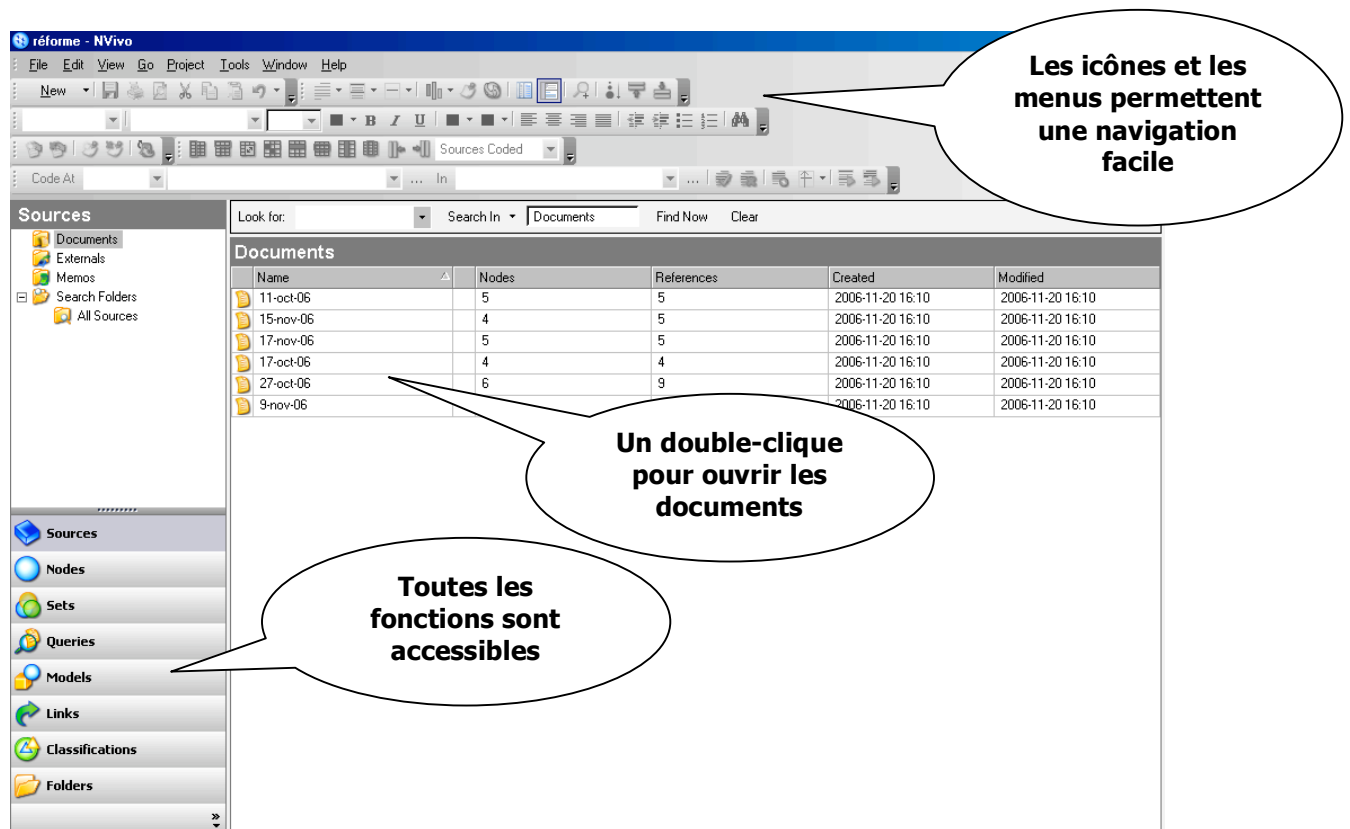 réforme - NVivo
File Edit View Go Project Tools Window Help
New
B I U
Sources Coded
Code At ... In ...
Les icônes et les
menus permettent
une navigation
facile
Sources
Documents
Externals
Memos
Search Folders
All Sources
Look for: Search In Documents Find Now Clear
Documents
Name Nodes References Created Modified
11-oct-06 5 5 2006-11-20 16:10 2006-11-20 16:10
15-nov-06 4 5 2006-11-20 16:10 2006-11-20 16:10
17-nov-06 5 5 2006-11-20 16:10 2006-11-20 16:10
17-oct-06 4 4 2006-11-20 16:10 2006-11-20 16:10
27-oct-06 6 9 2006-11-20 16:10 2006-11-20 16:10
9-nov-06 2006-11-20 16:10 2006-11-20 16:10
Un double-clique
pour ouvrir les
documents
Toutes les
fonctions sont
accessibles
Sources
Nodes
Sets
Queries
Models
Links
Classifications
Folders
»